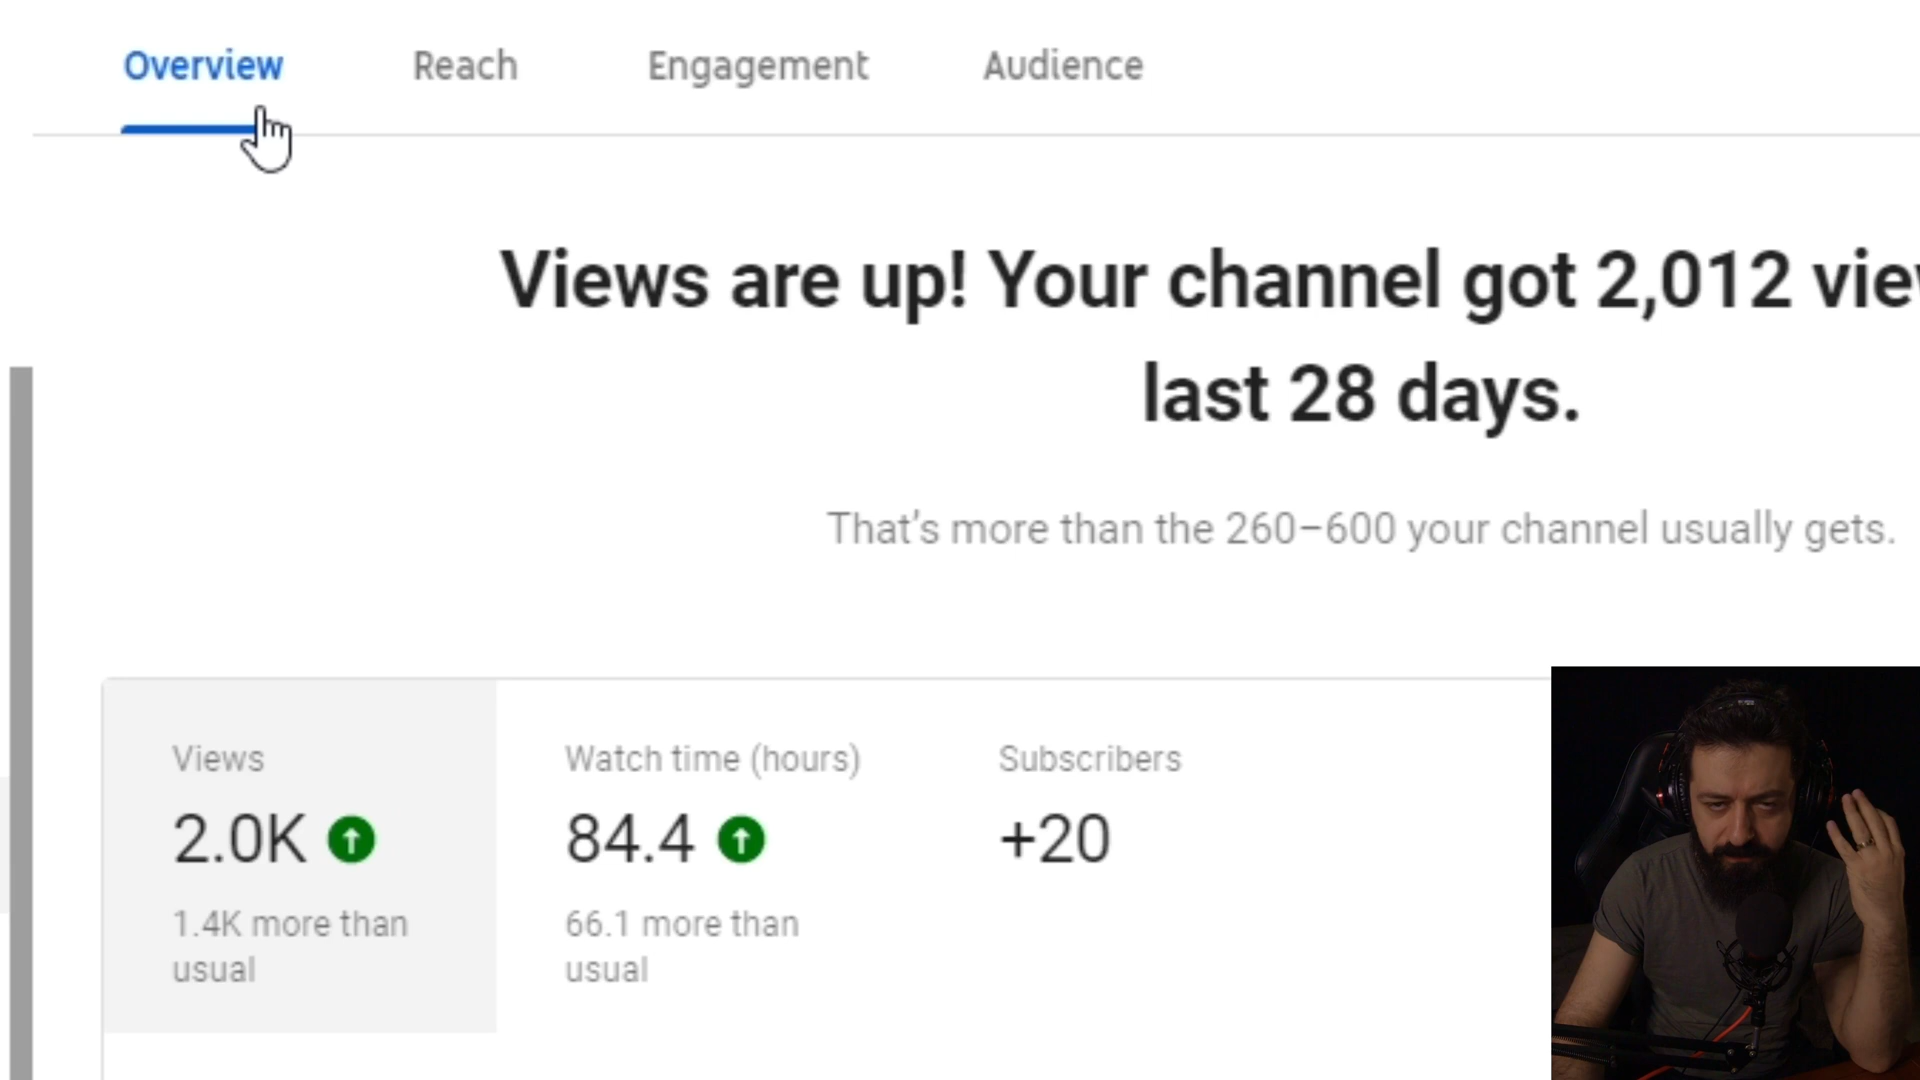 Overview Reach Engagement Audience
Views are up! Your channel got 2,012
last 28 days.
That's more than the 260–600 your channel usually gets.
Views Watch time (hours) Subscribers
2.0K 84.4 +20
1.4K more than 66.1 more than
usual usual